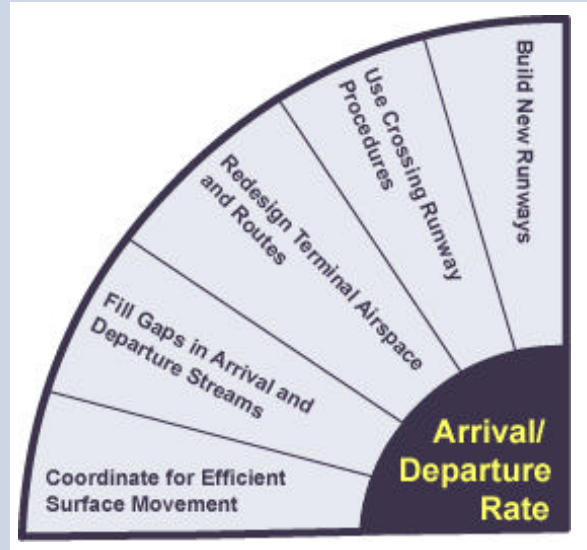 Build New Runways
Use Crossing Runway
Procedures
Redesign Terminal Airspace
and Routes
Fill Gaps in Arrival and
Departure Streams
Coordinate for Efficient
Surface Movement
Arrival/
Departure
Rate